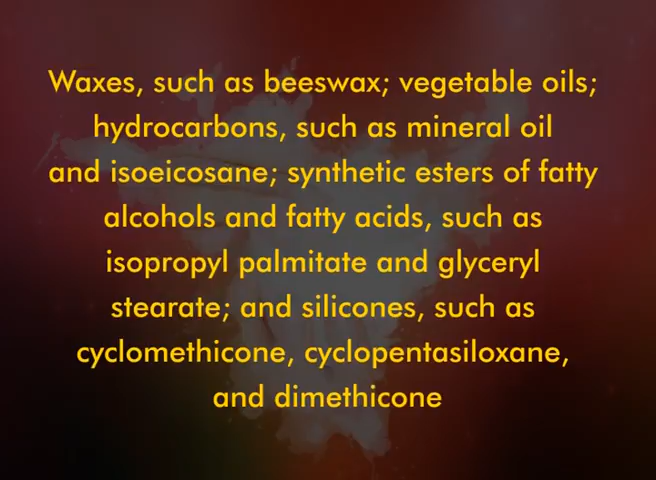 Waxes, such as beeswax; vegetable oils;
hydrocarbons, such as mineral oil
and isoeicosane; synthetic esters of fatty
alcohols and fatty acids, such as
isopropyl palmitate and glyceryl
stearate; and silicones, such as
cyclomethicone, cyclopentasiloxane,
and dimethicone